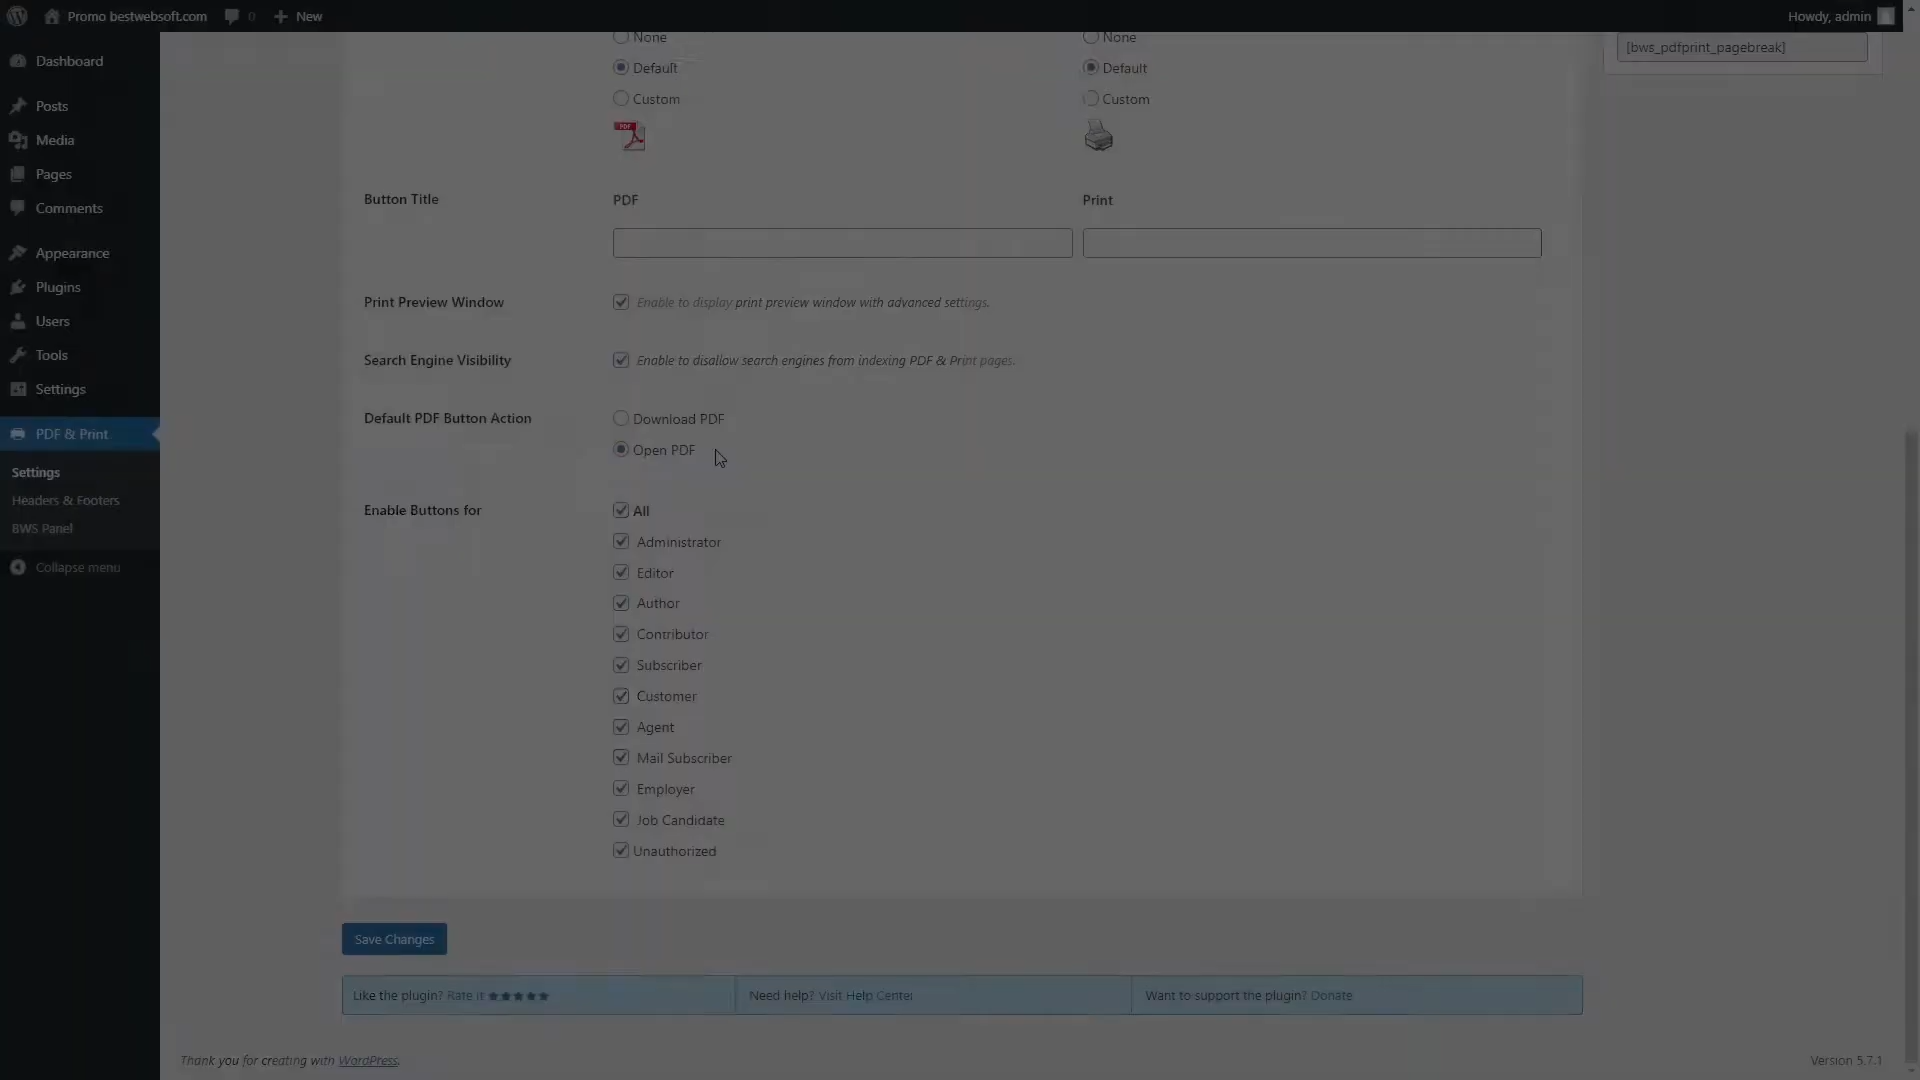 Promo bestwebsoft.com 0 New Howdy, admin
None None [bws_pdfprint_pagebreak]
Dashboard Default Default
Posts Custom Custom
Media PDF
Pages
Button Title PDF Print
Comments
Appearance
Plugins
Print Preview Window Enable to display print preview window with advanced settings.
Users
Tools
Search Engine Visibility Enable to disallow search engines from indexing PDF & Print pages.
Settings
Default PDF Button Action Download PDF
PDF & Print
Open PDF
Settings
Headers & Footers
Enable Buttons for All
BWS Panel
Administrator
Collapse menu
Editor
Author
Contributor
Subscriber
Customer
Agent
Mail Subscriber
Employer
Job Candidate
Unauthorized
Save Changes
Like the plugin? Rate it Need help? Visit Help Center Want to support the plugin? Donate
Thank you for creating with WordPress. Version 5.7.1